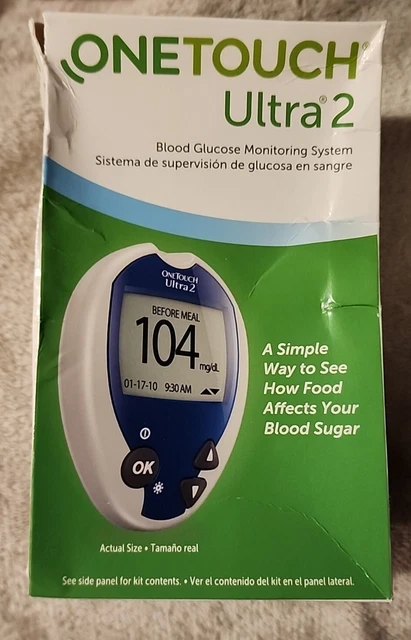 ONETOUCH®
Ultra®2
Blood Glucose Monitoring System
Sistema de supervisión de glucosa en sangre
ONETOUCH
Ultra 2
BEFORE MEAL
104
mg/dL
01-17-10 9:30 AM
OK
A Simple
Way to See
How Food
Affects Your
Blood Sugar
Actual Size • Tamaño real
See side panel for kit contents. • Ver el contenido del kit en el panel lateral.